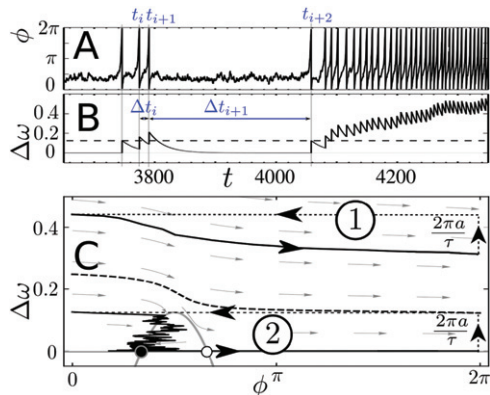 t_i t_{i+1} t_{i+2}
2π
A
ϕ π
0
0.4
B
Δt_i Δt_{i+1}
Δω 0.2
0
3800 t 4000 4200
0.4
1
2πa/τ
C
Δω 0.2
2πa/τ
2
0
0 ϕ π 2π